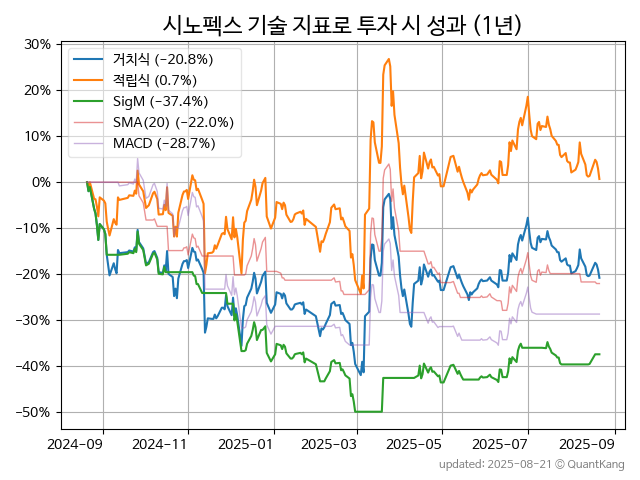 시노펙스 기술 지표로 투자 시 성과 (1년)
거치식 (−20.8%)
적립식 (0.7%)
SigM (−37.4%)
SMA(20) (−22.0%)
MACD (−28.7%)
30%
20%
10%
0%
−10%
−20%
−30%
−40%
−50%
2024-09 2024-11 2025-01 2025-03 2025-05 2025-07 2025-09
updated: 2025-08-21 © QuantKang